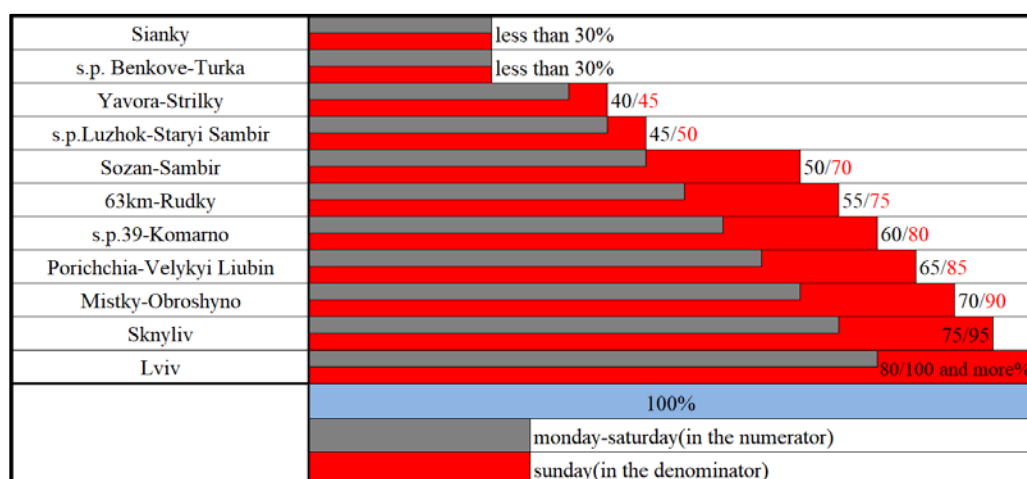 Sianky less than 30%
s.p. Benkove-Turka less than 30%
Yavora-Strilky 40/45
s.p.Luzhok-Staryi Sambir 45/50
Sozan-Sambir 50/70
63km-Rudky 55/75
s.p.39-Komarno 60/80
Porichchia-Velykyi Liubin 65/85
Mistky-Obroshyno 70/90
Sknyliv 75/95
Lviv 80/100 and more%
100%
monday-saturday(in the numerator)
sunday(in the denominator)